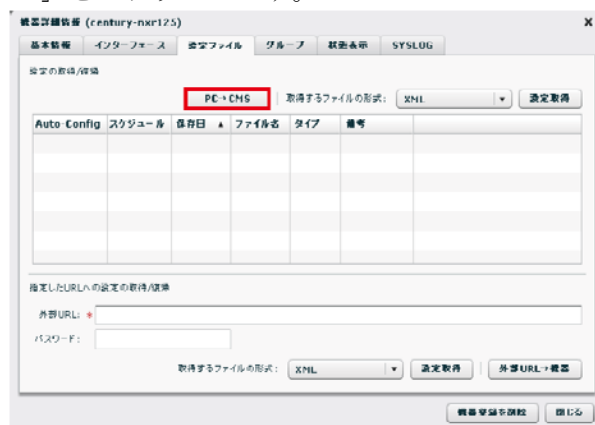 機器詳細情報 (century-nxr125)
基本情報 インターフェース 設定ファイル グループ 状態表示 SYSLOG
設定の取得/復帰
PC→CMS 取得するファイルの形式: XML 設定取得
Auto Config スケジュール 保存日 ▲ ファイル名 タイプ 備考
指定したURLへの設定の取得/復帰
外部URL: *
パスワード:
取得するファイルの形式: XML 設定取得 外部URL→機器
機器登録を削除 閉じる